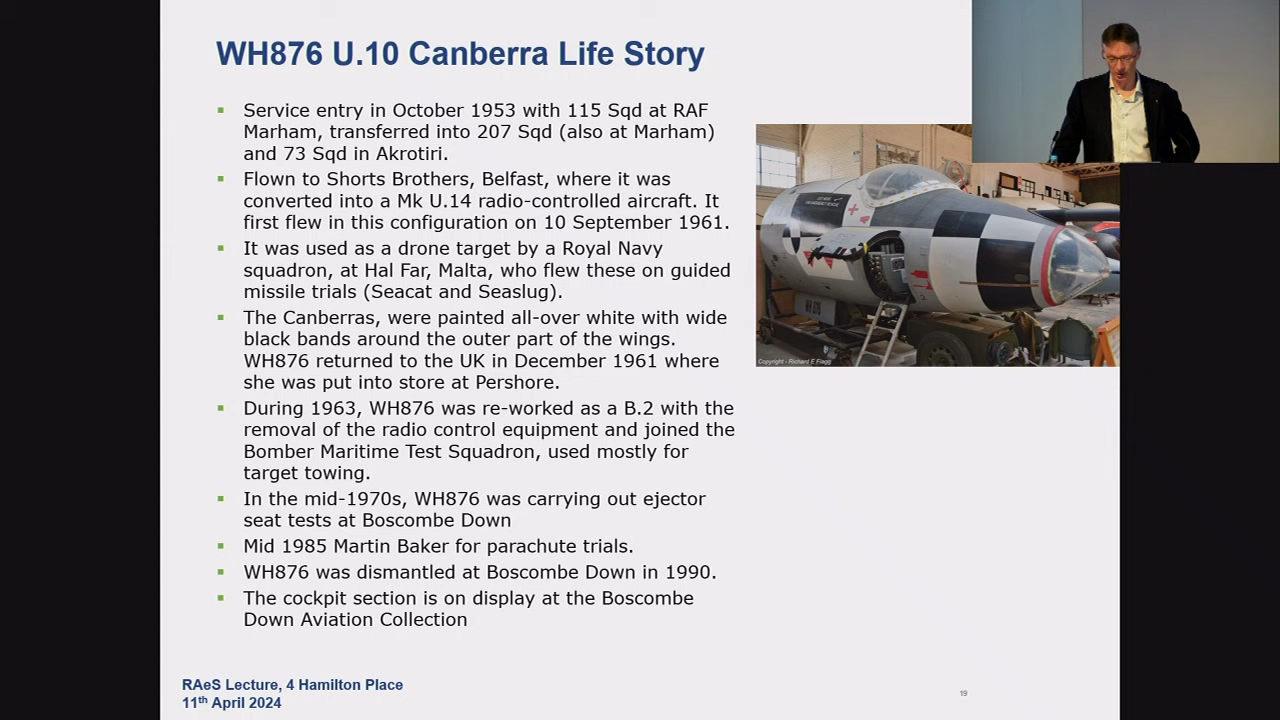 WH876 U.10 Canberra Life Story
Service entry in October 1953 with 115 Sqd at RAF
Marham, transferred into 207 Sqd (also at Marham)
and 73 Sqd in Akrotiri.
Flown to Shorts Brothers, Belfast, where it was
converted into a Mk U.14 radio-controlled aircraft. It
first flew in this configuration on 10 September 1961.
It was used as a drone target by a Royal Navy
squadron, at Hal Far, Malta, who flew these on guided
missile trials (Seacat and Seaslug).
The Canberras, were painted all-over white with wide
black bands around the outer part of the wings.
WH876 returned to the UK in December 1961 where
she was put into store at Pershore.
During 1963, WH876 was re-worked as a B.2 with the
removal of the radio control equipment and joined the
Bomber Maritime Test Squadron, used mostly for
target towing.
In the mid-1970s, WH876 was carrying out ejector
seat tests at Boscombe Down
Mid 1985 Martin Baker for parachute trials.
WH876 was dismantled at Boscombe Down in 1990.
The cockpit section is on display at the Boscombe
Down Aviation Collection
WH 876
Copyright - Richard E Flagg
RAeS Lecture, 4 Hamilton Place
11th April 2024
19